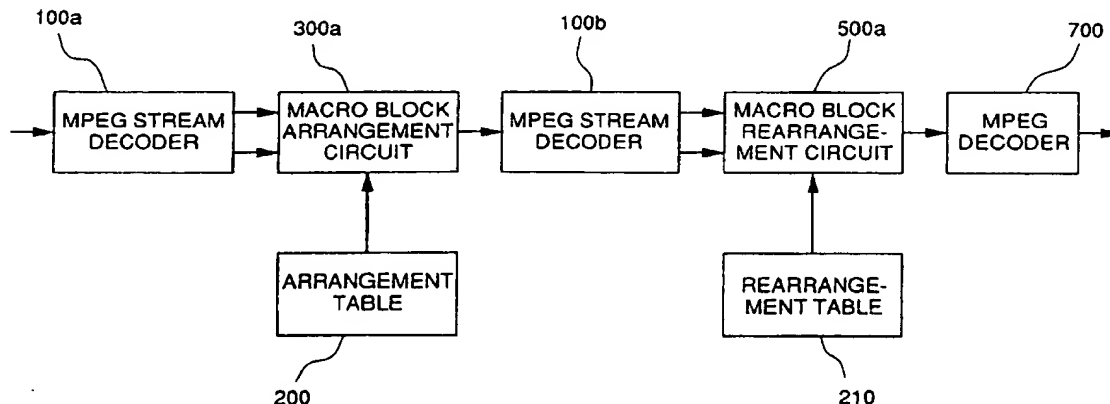 100a
300a
100b
500a
700
MPEG STREAM
DECODER
MACRO BLOCK
ARRANGEMENT
CIRCUIT
MPEG STREAM
DECODER
MACRO BLOCK
REARRANGE-
MENT CIRCUIT
MPEG
DECODER
ARRANGEMENT
TABLE
REARRANGE-
MENT TABLE
200
210